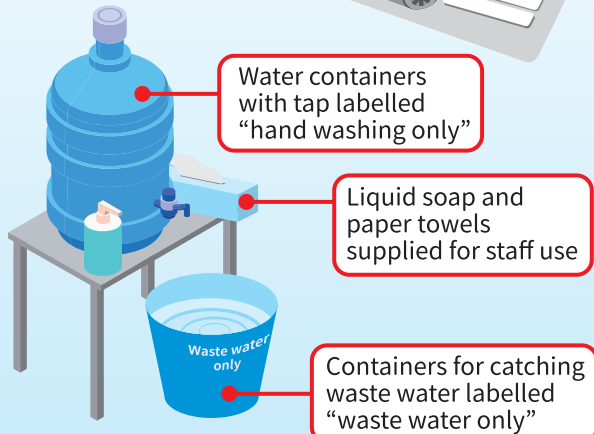 Water containers
with tap labelled
“hand washing only”
Liquid soap and
paper towels
supplied for staff use
Waste water
only
Containers for catching
waste water labelled
“waste water only”